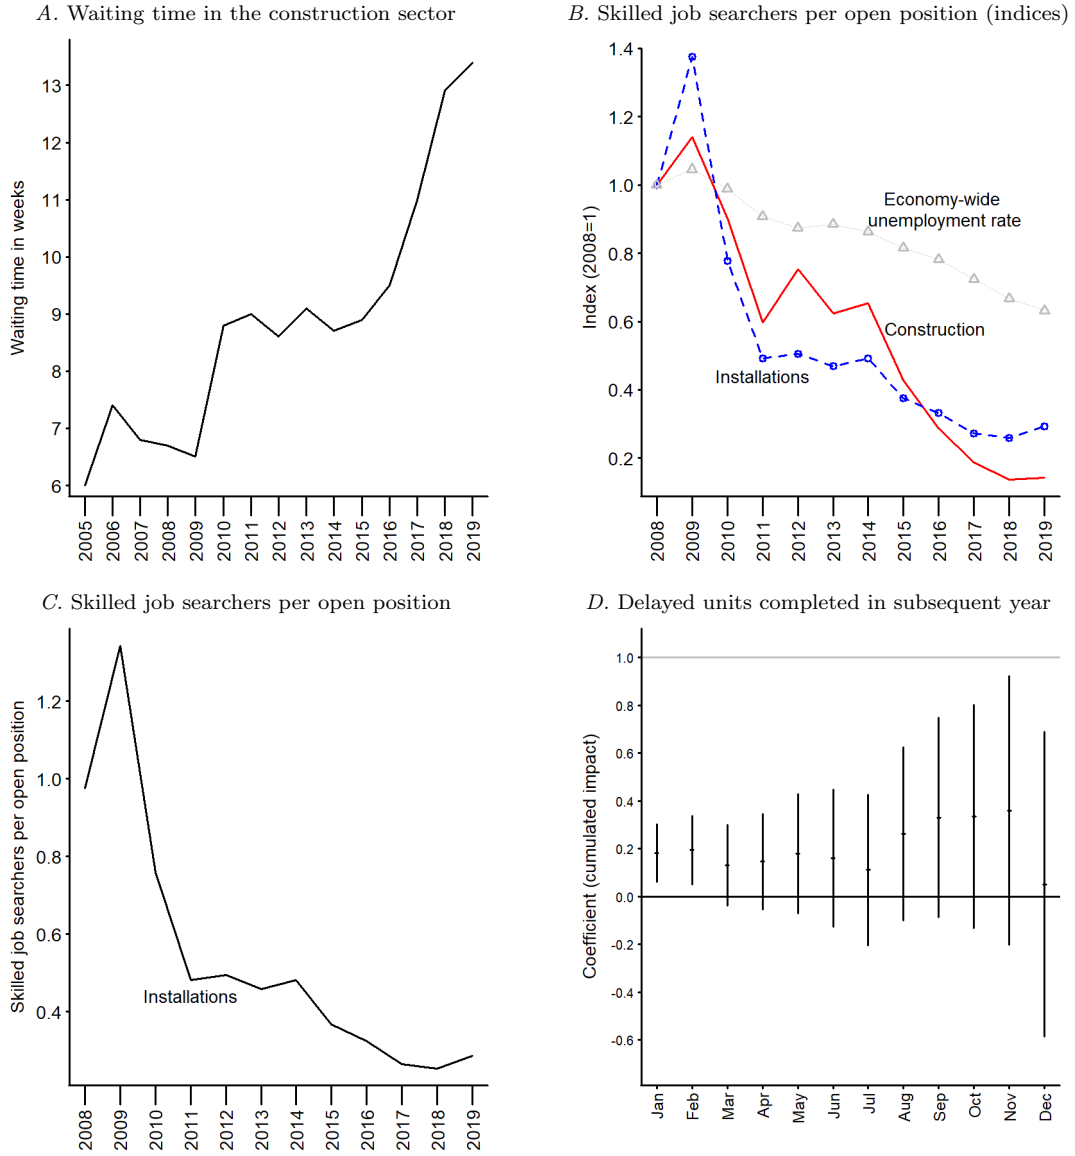 A. Waiting time in the construction sector
Waiting time in weeks
13
12
11
10
9
8
7
6
2005 2006 2007 2008 2009 2010 2011 2012 2013 2014 2015 2016 2017 2018 2019
B. Skilled job searchers per open position (indices)
Index (2008=1)
1.4
1.2
1.0
0.8
0.6
0.4
0.2
Economy-wide
unemployment rate
Construction
Installations
2008 2009 2010 2011 2012 2013 2014 2015 2016 2017 2018 2019
C. Skilled job searchers per open position
Skilled job searchers per open position
1.2
1.0
0.8
0.6
0.4
Installations
2008 2009 2010 2011 2012 2013 2014 2015 2016 2017 2018 2019
D. Delayed units completed in subsequent year
Coefficient (cumulated impact)
1.0
0.8
0.6
0.4
0.2
0.0
-0.2
-0.4
-0.6
Jan Feb Mar Apr May Jun Jul Aug Sep Oct Nov Dec